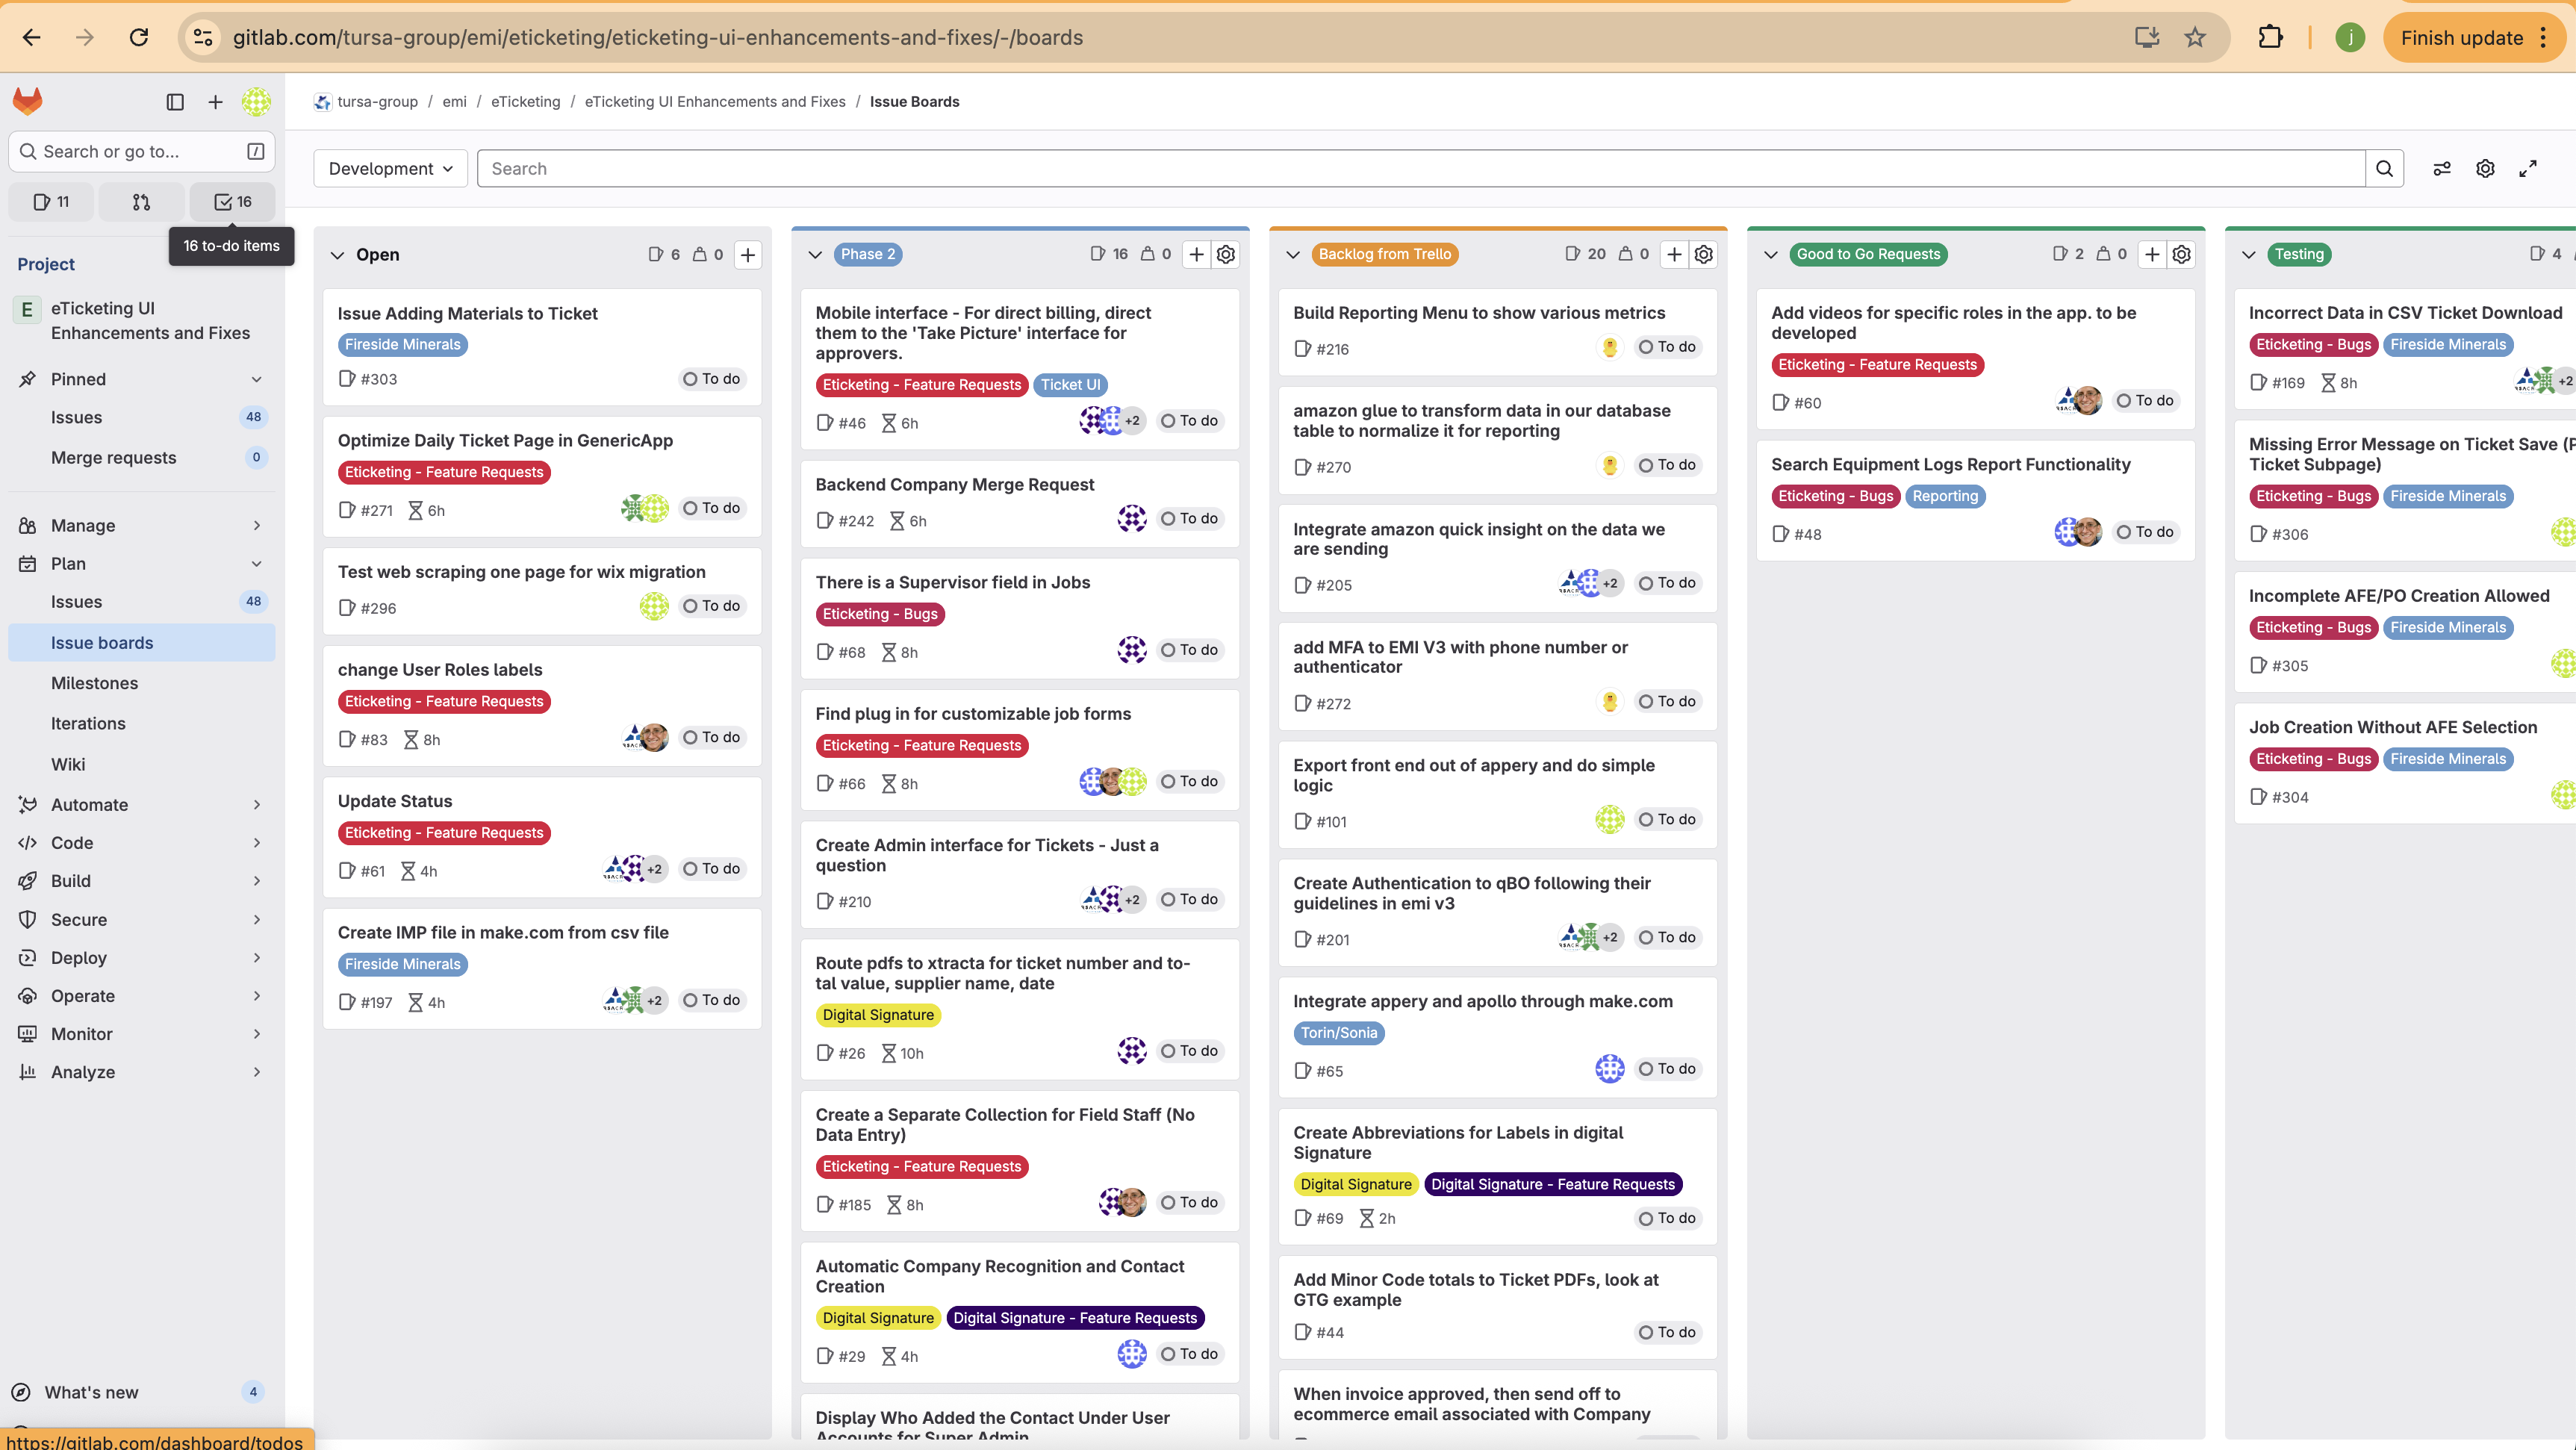 gitlab.com/tursa-group/emi/eticketing/eticketing-ui-enhancements-and-fixes/-/boards
j
Finish update
tursa-group / emi / eTicketing / eTicketing UI Enhancements and Fixes / Issue Boards
Search or go to...
/
11
16
16 to-do items
Project
E
eTicketing UI
Enhancements and Fixes
Pinned
Issues
48
Merge requests
0
Manage
Plan
Issues
48
Issue boards
Milestones
Iterations
Wiki
Automate
Code
Build
Secure
Deploy
Operate
Monitor
Analyze
What's new
4
https://gitlab.com/dashboard/todos
Development
Search
Open
6
0
Issue Adding Materials to Ticket
Fireside Minerals
#303
To do
Optimize Daily Ticket Page in GenericApp
Eticketing - Feature Requests
#271
6h
To do
Test web scraping one page for wix migration
#296
To do
change User Roles labels
Eticketing - Feature Requests
#83
8h
To do
Update Status
Eticketing - Feature Requests
#61
4h
+2
To do
Create IMP file in make.com from csv file
Fireside Minerals
#197
4h
+2
To do
Phase 2
16
0
Mobile interface - For direct billing, direct
them to the 'Take Picture' interface for
approvers.
Eticketing - Feature Requests
Ticket UI
#46
6h
+2
To do
Backend Company Merge Request
#242
6h
To do
There is a Supervisor field in Jobs
Eticketing - Bugs
#68
8h
To do
Find plug in for customizable job forms
Eticketing - Feature Requests
#66
8h
To do
Create Admin interface for Tickets - Just a
question
#210
+2
To do
Route pdfs to xtracta for ticket number and to-
tal value, supplier name, date
Digital Signature
#26
10h
To do
Create a Separate Collection for Field Staff (No
Data Entry)
Eticketing - Feature Requests
#185
8h
To do
Automatic Company Recognition and Contact
Creation
Digital Signature
Digital Signature - Feature Requests
#29
4h
To do
Display Who Added the Contact Under User
Accounts for Super Admin
Backlog from Trello
20
0
Build Reporting Menu to show various metrics
#216
To do
amazon glue to transform data in our database
table to normalize it for reporting
#270
To do
Integrate amazon quick insight on the data we
are sending
#205
+2
To do
add MFA to EMI V3 with phone number or
authenticator
#272
To do
Export front end out of appery and do simple
logic
#101
To do
Create Authentication to qBO following their
guidelines in emi v3
#201
+2
To do
Integrate appery and apollo through make.com
Torin/Sonia
#65
To do
Create Abbreviations for Labels in digital
Signature
Digital Signature
Digital Signature - Feature Requests
#69
2h
To do
Add Minor Code totals to Ticket PDFs, look at
GTG example
#44
To do
When invoice approved, then send off to
ecommerce email associated with Company
Good to Go Requests
2
0
Add videos for specific roles in the app. to be
developed
Eticketing - Feature Requests
#60
To do
Search Equipment Logs Report Functionality
Eticketing - Bugs
Reporting
#48
To do
Testing
4
Incorrect Data in CSV Ticket Download
Eticketing - Bugs
Fireside Minerals
#169
8h
+2
Missing Error Message on Ticket Save (P
Ticket Subpage)
Eticketing - Bugs
Fireside Minerals
#306
Incomplete AFE/PO Creation Allowed
Eticketing - Bugs
Fireside Minerals
#305
Job Creation Without AFE Selection
Eticketing - Bugs
Fireside Minerals
#304